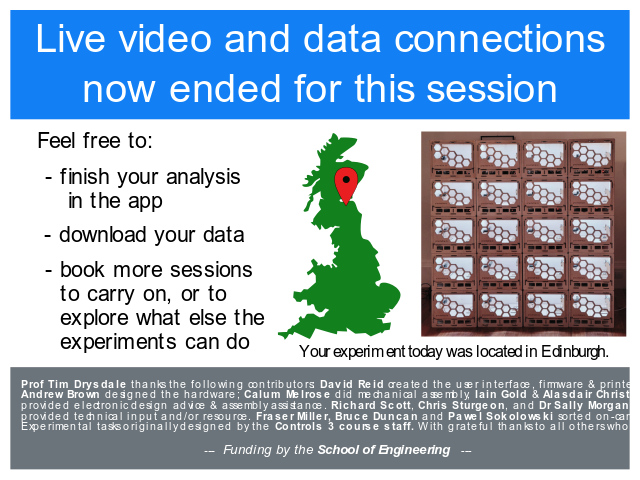 Live video and data connections
now ended for this session
Feel free to:
- finish your analysis
in the app
- download your data
- book more sessions
to carry on, or to
explore what else the
experiments can do
Your experiment today was located in Edinburgh.
Prof Tim Drysdale thanks the following contributors. David Reid created the user interface, firmware & printe
Andrew Brown designed the hardware; Calum Melrose did mechanical assembly, Iain Gold & Alasdair Christ
provided electronic design advice & assembly assistance. Richard Scott, Chris Sturgeon, and Dr Sally Morgan
provided technical input and/or resource. Fraser Miller, Bruce Duncan and Pawel Sokolowski sorted on-cam
Experimental tasks originally designed by the Controls 3 course staff. With grateful thanks to all others who
--- Funding by the School of Engineering ---